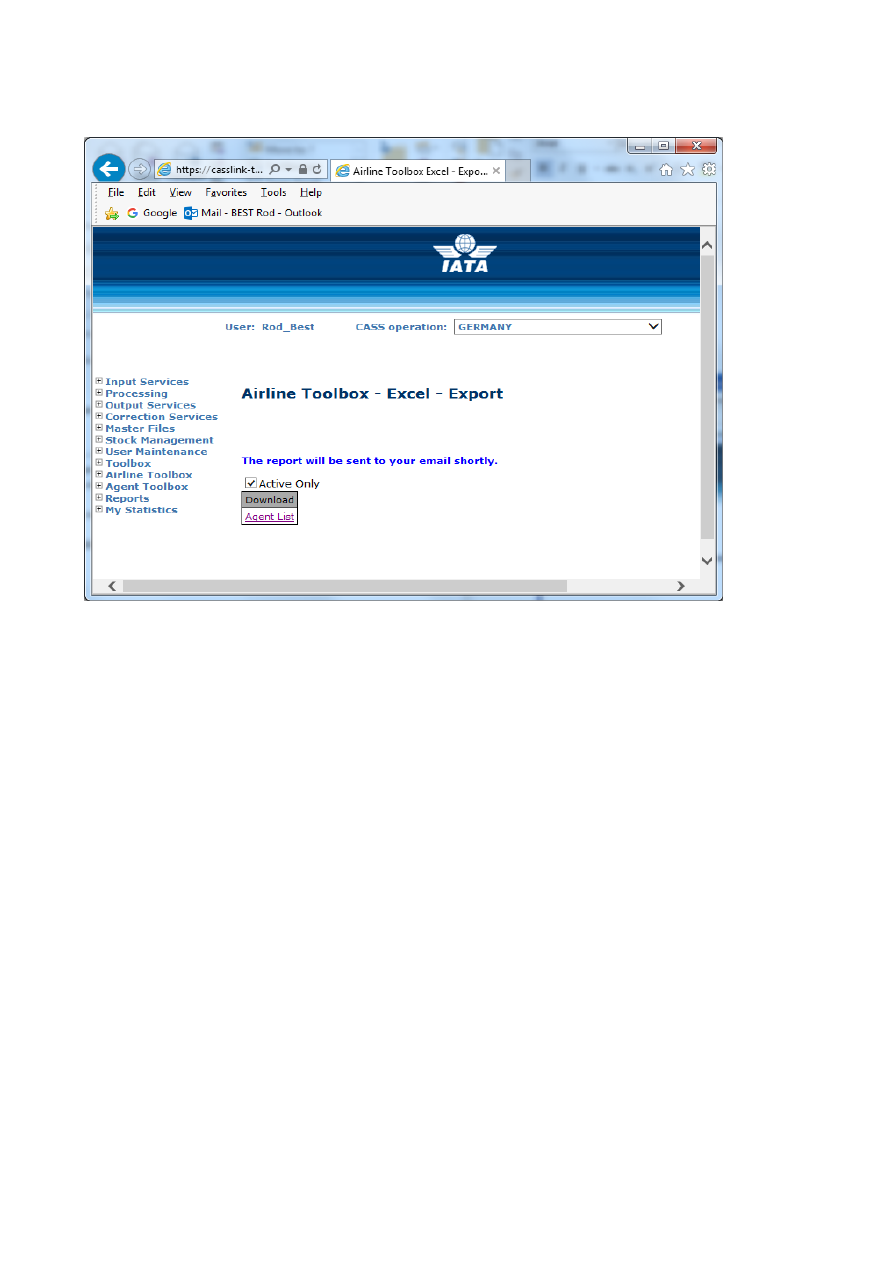 https://casslink-t...
Airline Toolbox Excel - Expo...
File Edit View Favorites Tools Help
Google Mail - BEST Rod - Outlook
IATA
User: Rod_Best CASS operation: GERMANY
Input Services
Processing
Output Services
Correction Services
Master Files
Stock Management
User Maintenance
Toolbox
Airline Toolbox
Agent Toolbox
Reports
My Statistics
Airline Toolbox - Excel - Export
The report will be sent to your email shortly.
Active Only
Download
Agent List